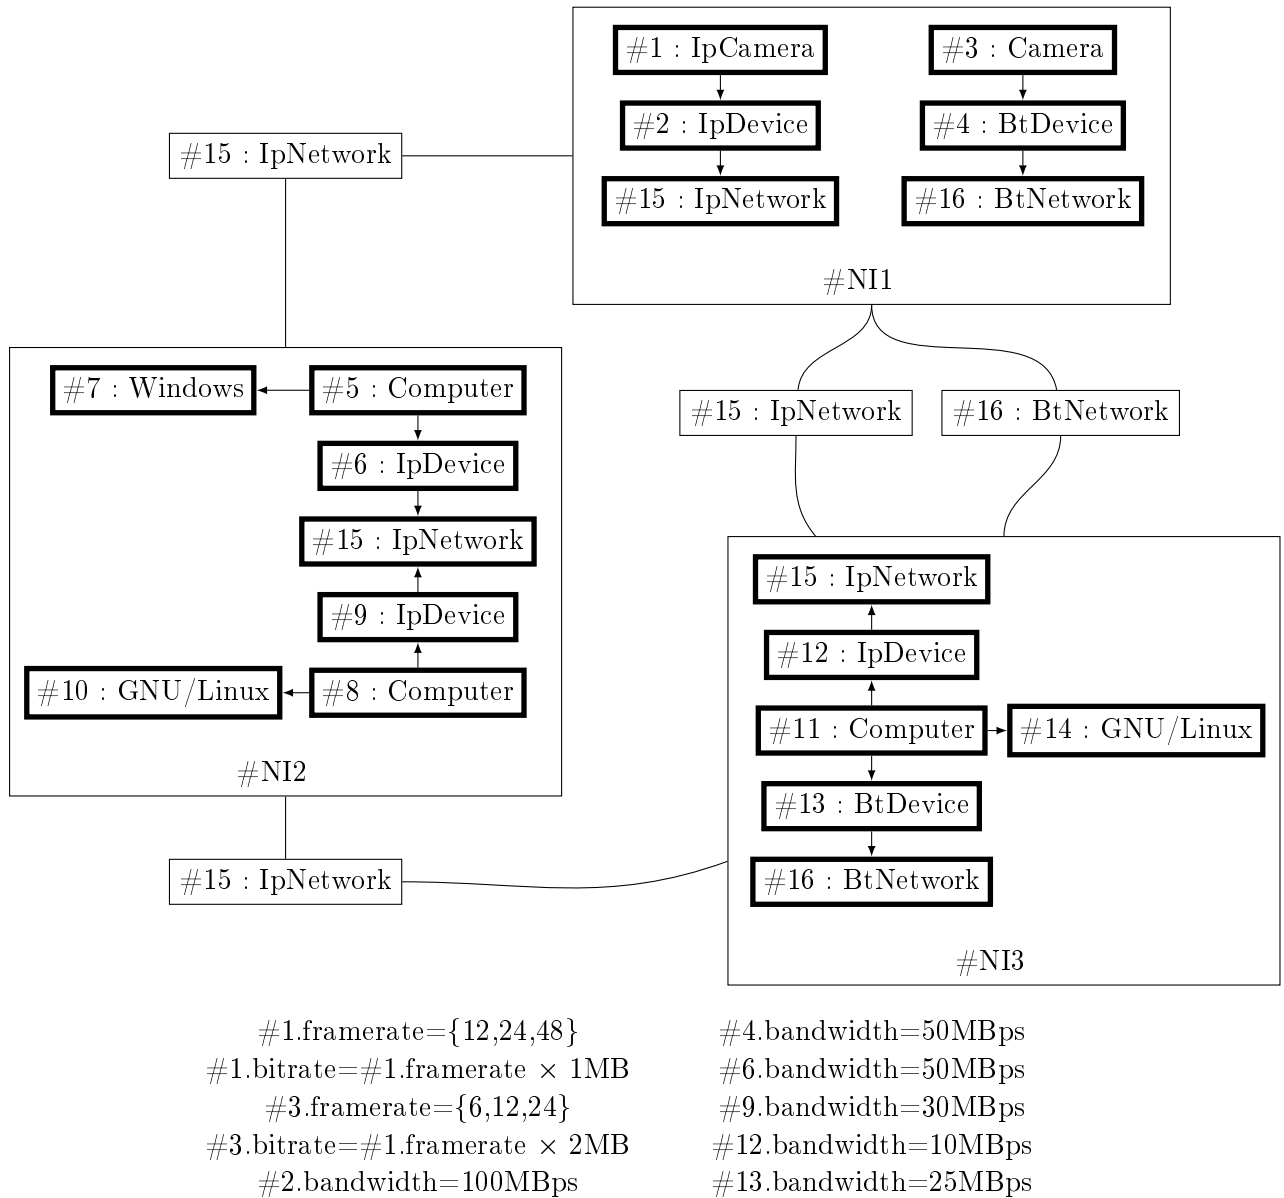 #1 : IpCamera
#3 : Camera
#2 : IpDevice
#4 : BtDevice
#15 : IpNetwork
#15 : IpNetwork
#16 : BtNetwork
#NI1
#7 : Windows
#5 : Computer
#15 : IpNetwork
#16 : BtNetwork
#6 : IpDevice
#15 : IpNetwork
#15 : IpNetwork
#9 : IpDevice
#12 : IpDevice
#10 : GNU/Linux
#8 : Computer
#11 : Computer
#14 : GNU/Linux
#NI2
#13 : BtDevice
#15 : IpNetwork
#16 : BtNetwork
#NI3
#1.framerate={12,24,48}
#1.bitrate=#1.framerate × 1MB
#3.framerate={6,12,24}
#3.bitrate=#1.framerate × 2MB
#2.bandwidth=100MBps
#4.bandwidth=50MBps
#6.bandwidth=50MBps
#9.bandwidth=30MBps
#12.bandwidth=10MBps
#13.bandwidth=25MBps